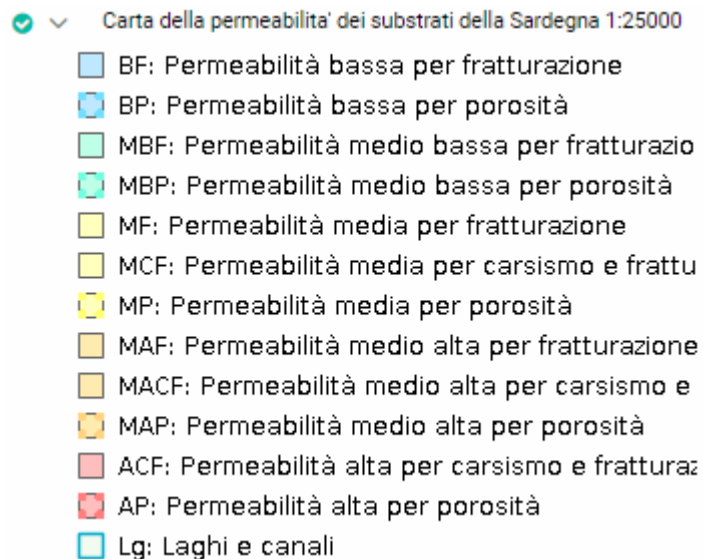 Carta della permeabilita' dei substrati della Sardegna 1:25000
BF: Permeabilità bassa per fratturazione
BP: Permeabilità bassa per porosità
MBF: Permeabilità medio bassa per fratturazio
MBP: Permeabilità medio bassa per porosità
MF: Permeabilità media per fratturazione
MCF: Permeabilità media per carsismo e frattu
MP: Permeabilità media per porosità
MAF: Permeabilità medio alta per fratturazione
MACF: Permeabilità medio alta per carsismo e
MAP: Permeabilità medio alta per porosità
ACF: Permeabilità alta per carsismo e fratturaz
AP: Permeabilità alta per porosità
Lg: Laghi e canali